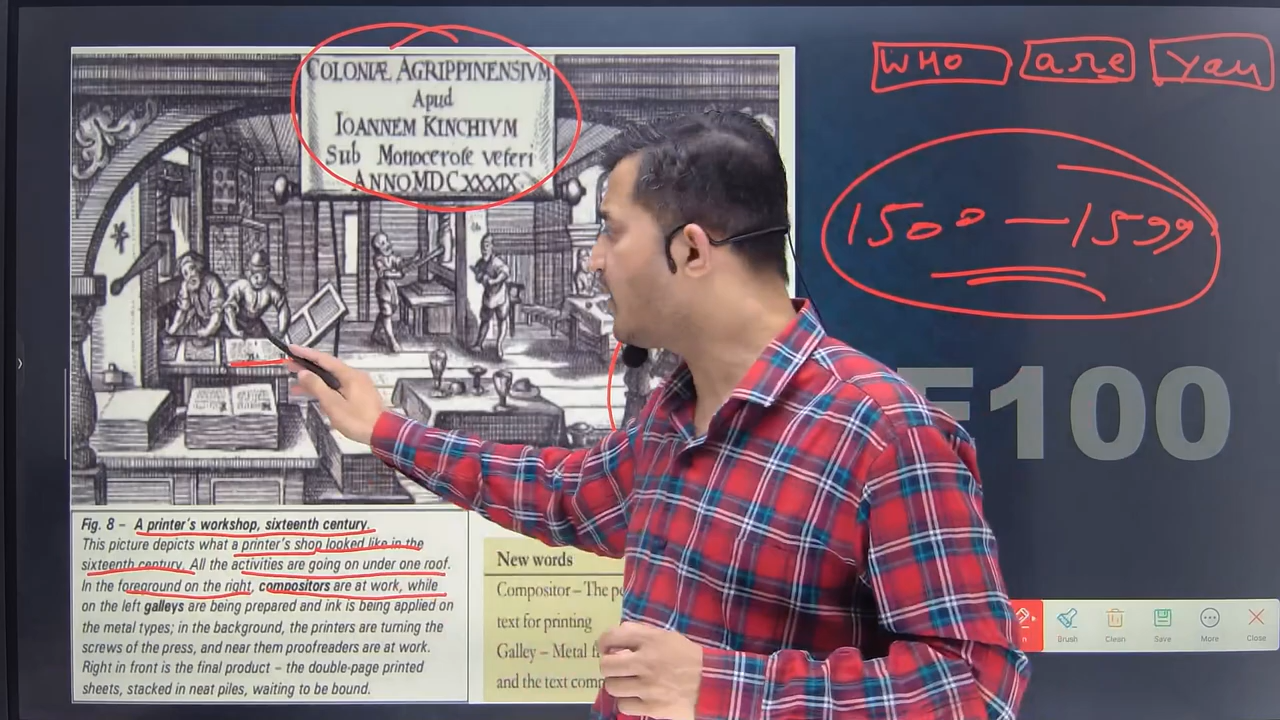 COLONIÆ AGRIPPINENSIVM
Apud
IOANNEM KINCHIVM
Sub Monocerote veteri
ANNO MDCXXXIX
WHO are You
1500 — 1599
100
Fig. 8 – A printer's workshop, sixteenth century.
This picture depicts what a printer's shop looked like in the
sixteenth century. All the activities are going on under one roof.
In the foreground on the right, compositors are at work, while
on the left galleys are being prepared and ink is being applied on
the metal types; in the background, the printers are turning the
screws of the press, and near them proofreaders are at work.
Right in front is the final product – the double-page printed
sheets, stacked in neat piles, waiting to be bound.
New words
Compositor – The
text for printing
Galley – Metal
and the text
Brush
Clean
Save
More
Close